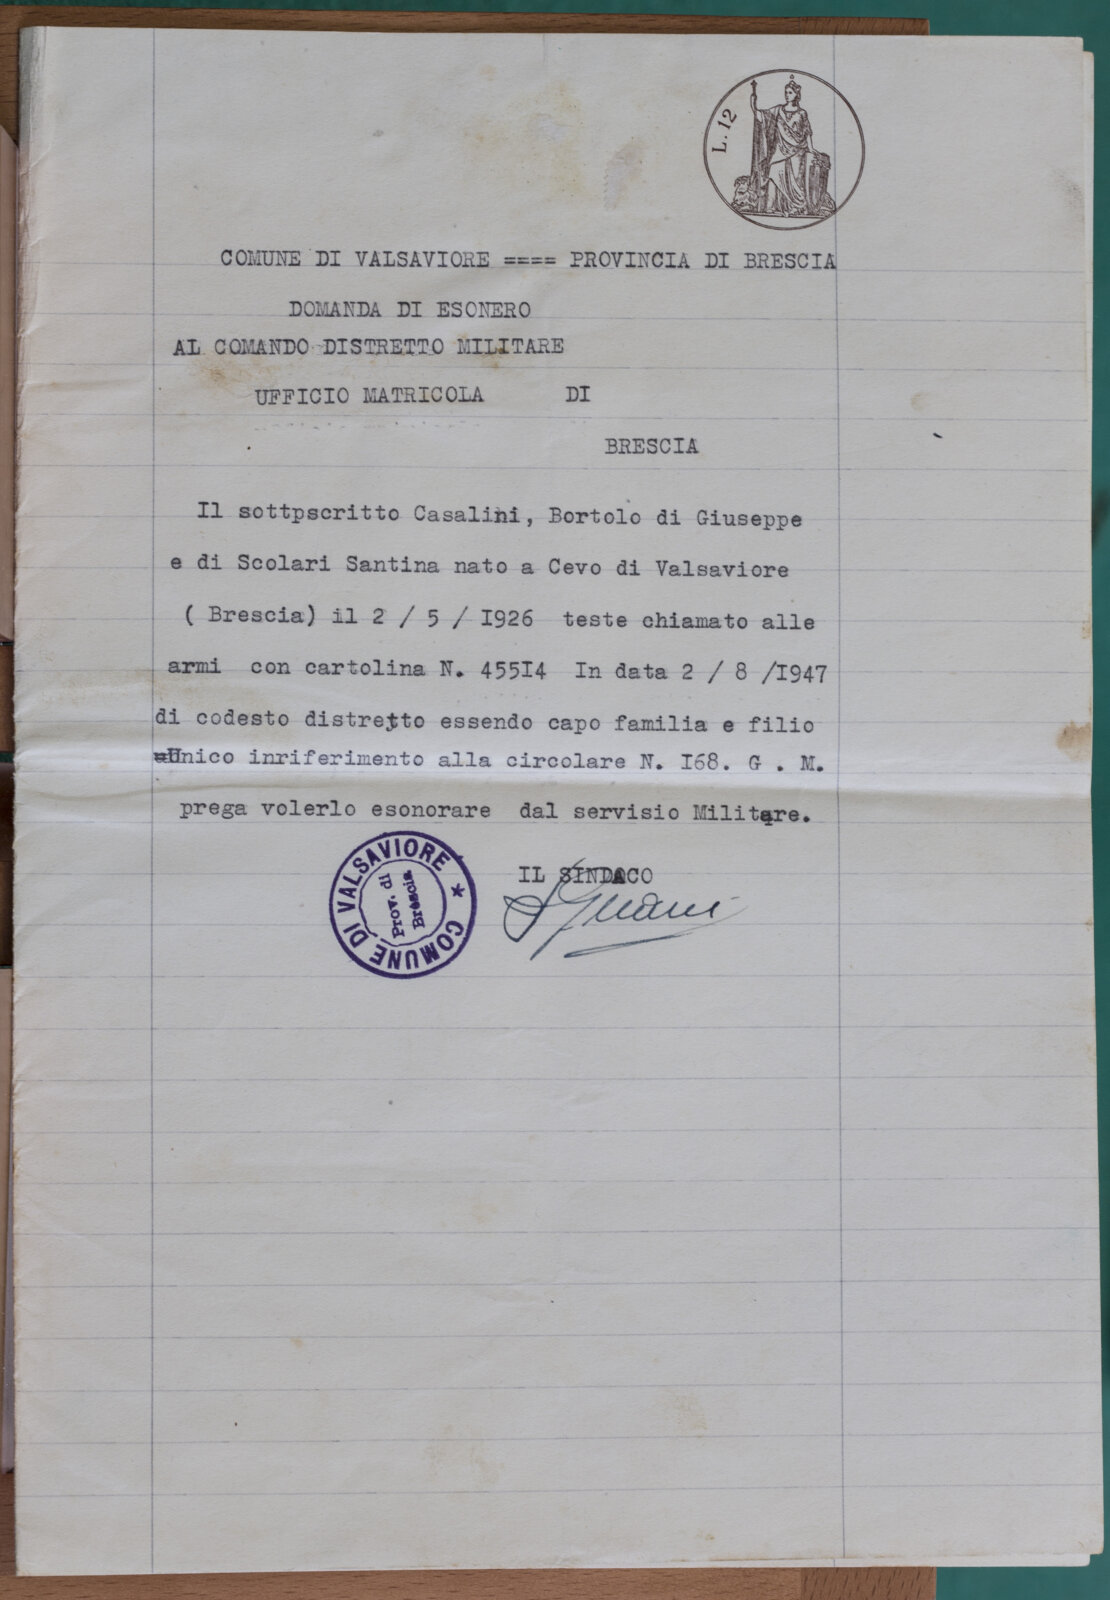 L. 12
COMUNE DI VALSAVIORE ==== PROVINCIA DI BRESCIA
DOMANDA DI ESONERO
AL COMANDO DISTRETTO MILITARE
UFFICIO MATRICOLA DI
BRESCIA
Il sottpscritto Casalini, Bortolo di Giuseppe
e di Scolari Santina nato a Cevo di Valsaviore
( Brescia) il 2 / 5 / I926 teste chiamato alle
armi con cartolina N. 455I4 In data 2 / 8 /I947
di codesto distretto essendo capo familia e filio
=Unico inriferimento alla circolare N. I68. G . M.
prega volerlo esonorare dal servisio Militare.
IL SINDACO
COMUNE DI VALSAVIORE *
Prov. di
Brescia